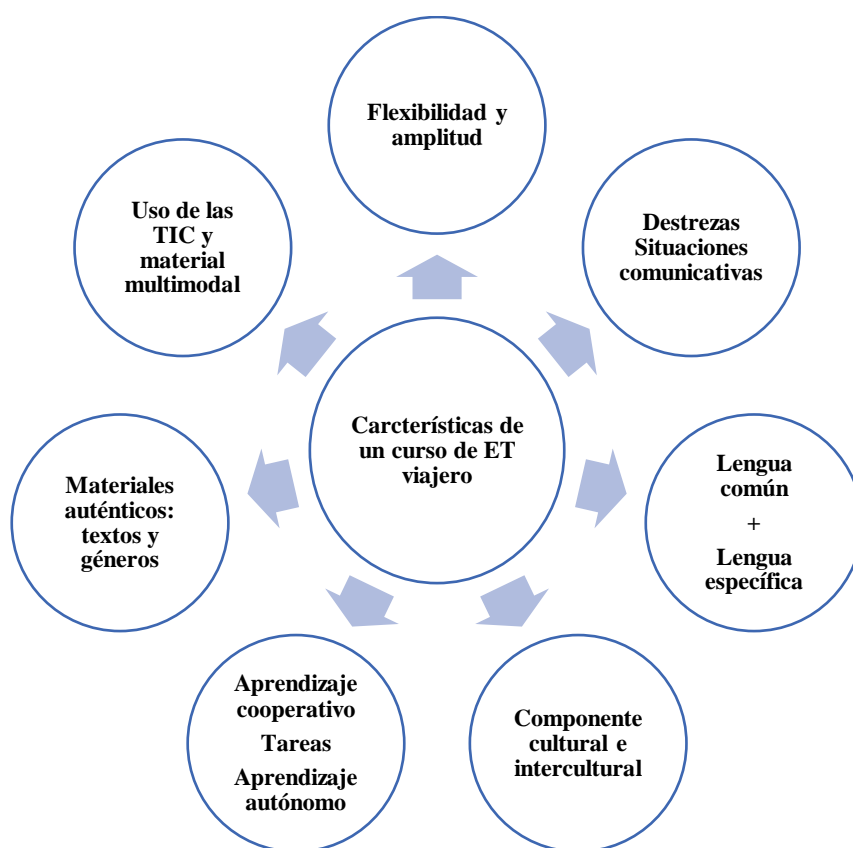 Flexibilidad y
amplitud
Destrezas
Situaciones
comunicativas
Lengua
común
+
Lengua
específica
Componente
cultural e
intercultural
Aprendizaje
cooperativo
Tareas
Aprendizaje
autónomo
Materiales
auténticos:
textos y
géneros
Uso de las
TIC y
material
multimodal
Carcterísticas de
un curso de ET
viajero